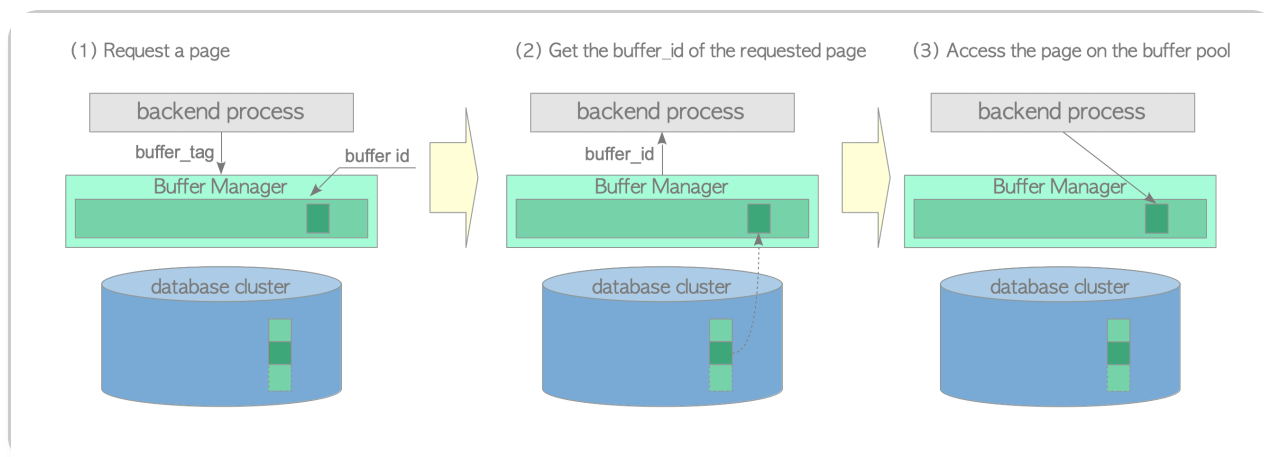 (1) Request a page
backend process
buffer_tag
buffer id
Buffer Manager
database cluster
(2) Get the buffer_id of the requested page
backend process
buffer_id
Buffer Manager
database cluster
(3) Access the page on the buffer pool
backend process
Buffer Manager
database cluster